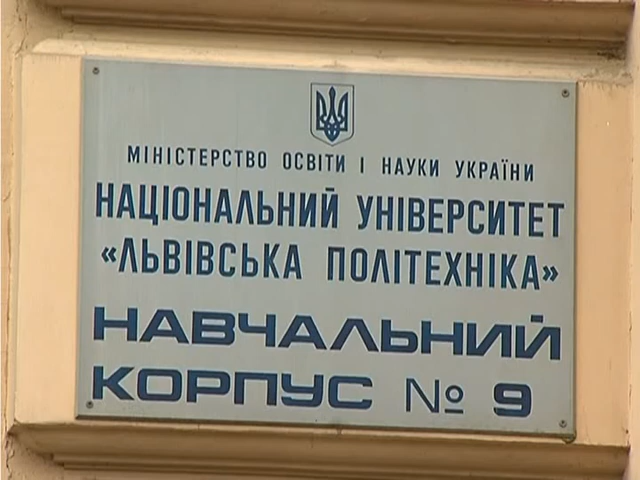 МІНІСТЕРСТВО ОСВІТИ І НАУКИ УКРАЇНИ
НАЦІОНАЛЬНИЙ УНІВЕРСИТЕТ
«ЛЬВІВСЬКА ПОЛІТЕХНІКА»
НАВЧАЛЬНИЙ
КОРПУС № 9